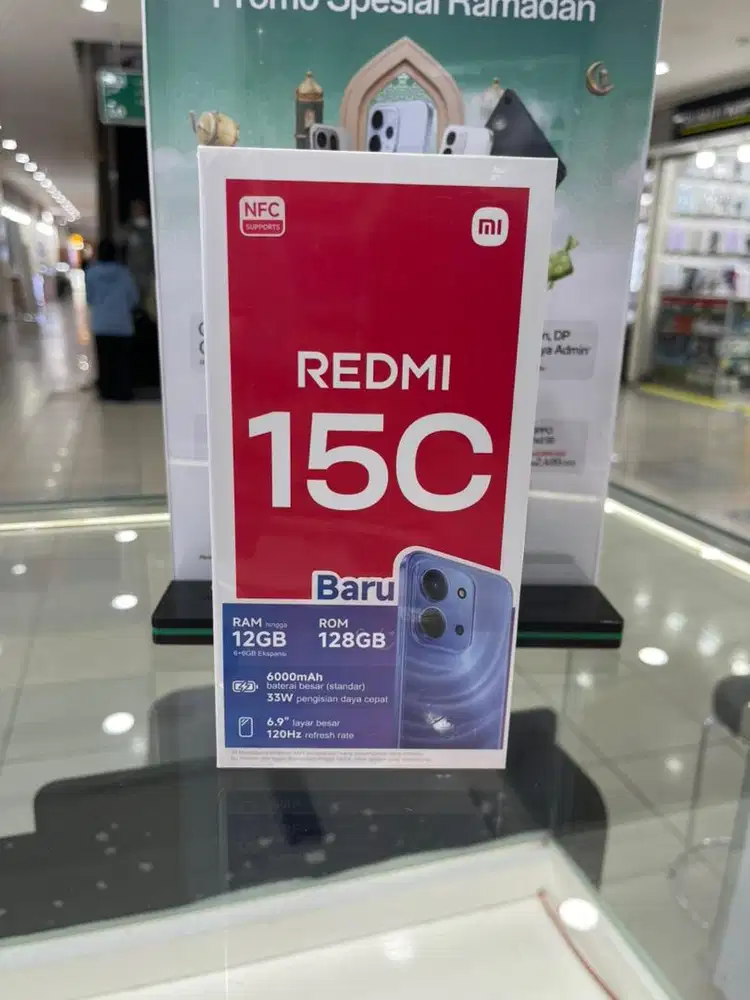 Promo Spesial Ramadan
NFC
SUPPORTS
mi
REDMI
15C
Baru
RAM hingga
12GB
6+6GB Ekspansi
ROM
128GB
6000mAh
baterai besar (standar)
33W pengisian daya cepat
6.9" layar besar
120Hz refresh rate
n, DP
ya Admin